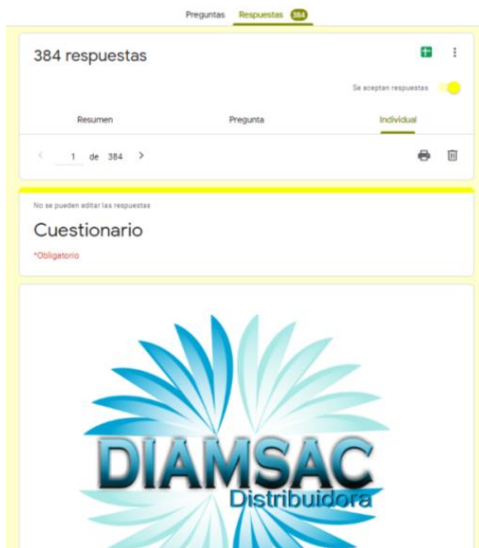 Preguntas Respuestas 384
384 respuestas
Se aceptan respuestas
Resumen Pregunta Individual
1 de 384
No se pueden editar las respuestas
Cuestionario
*Obligatorio
DIAMSAC
Distribuidora